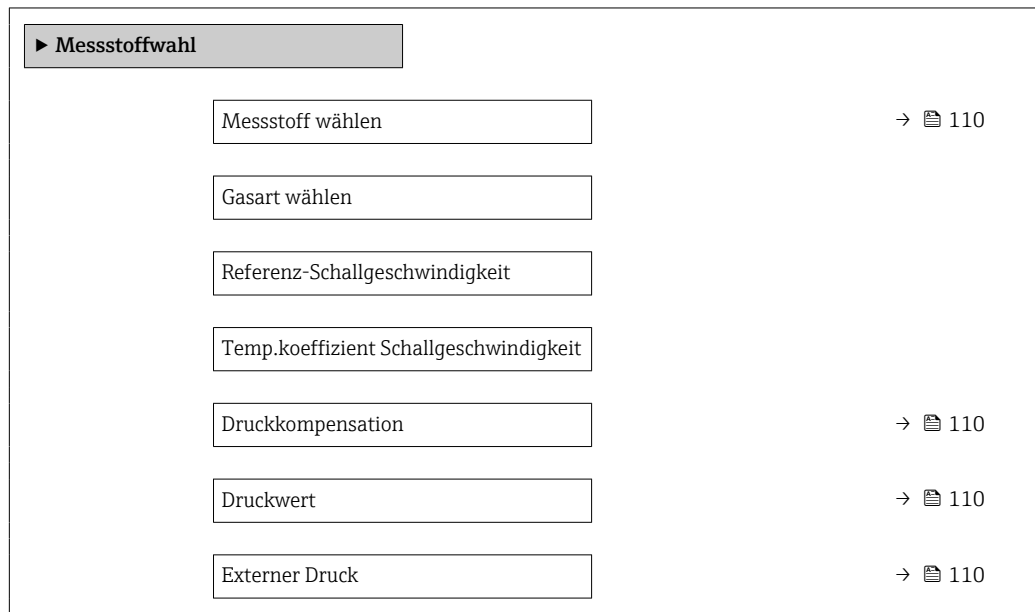 ▶ Messstoffwahl
Messstoff wählen → 110
Gasart wählen
Referenz-Schallgeschwindigkeit
Temp.koeffizient Schallgeschwindigkeit
Druckkompensation → 110
Druckwert → 110
Externer Druck → 110